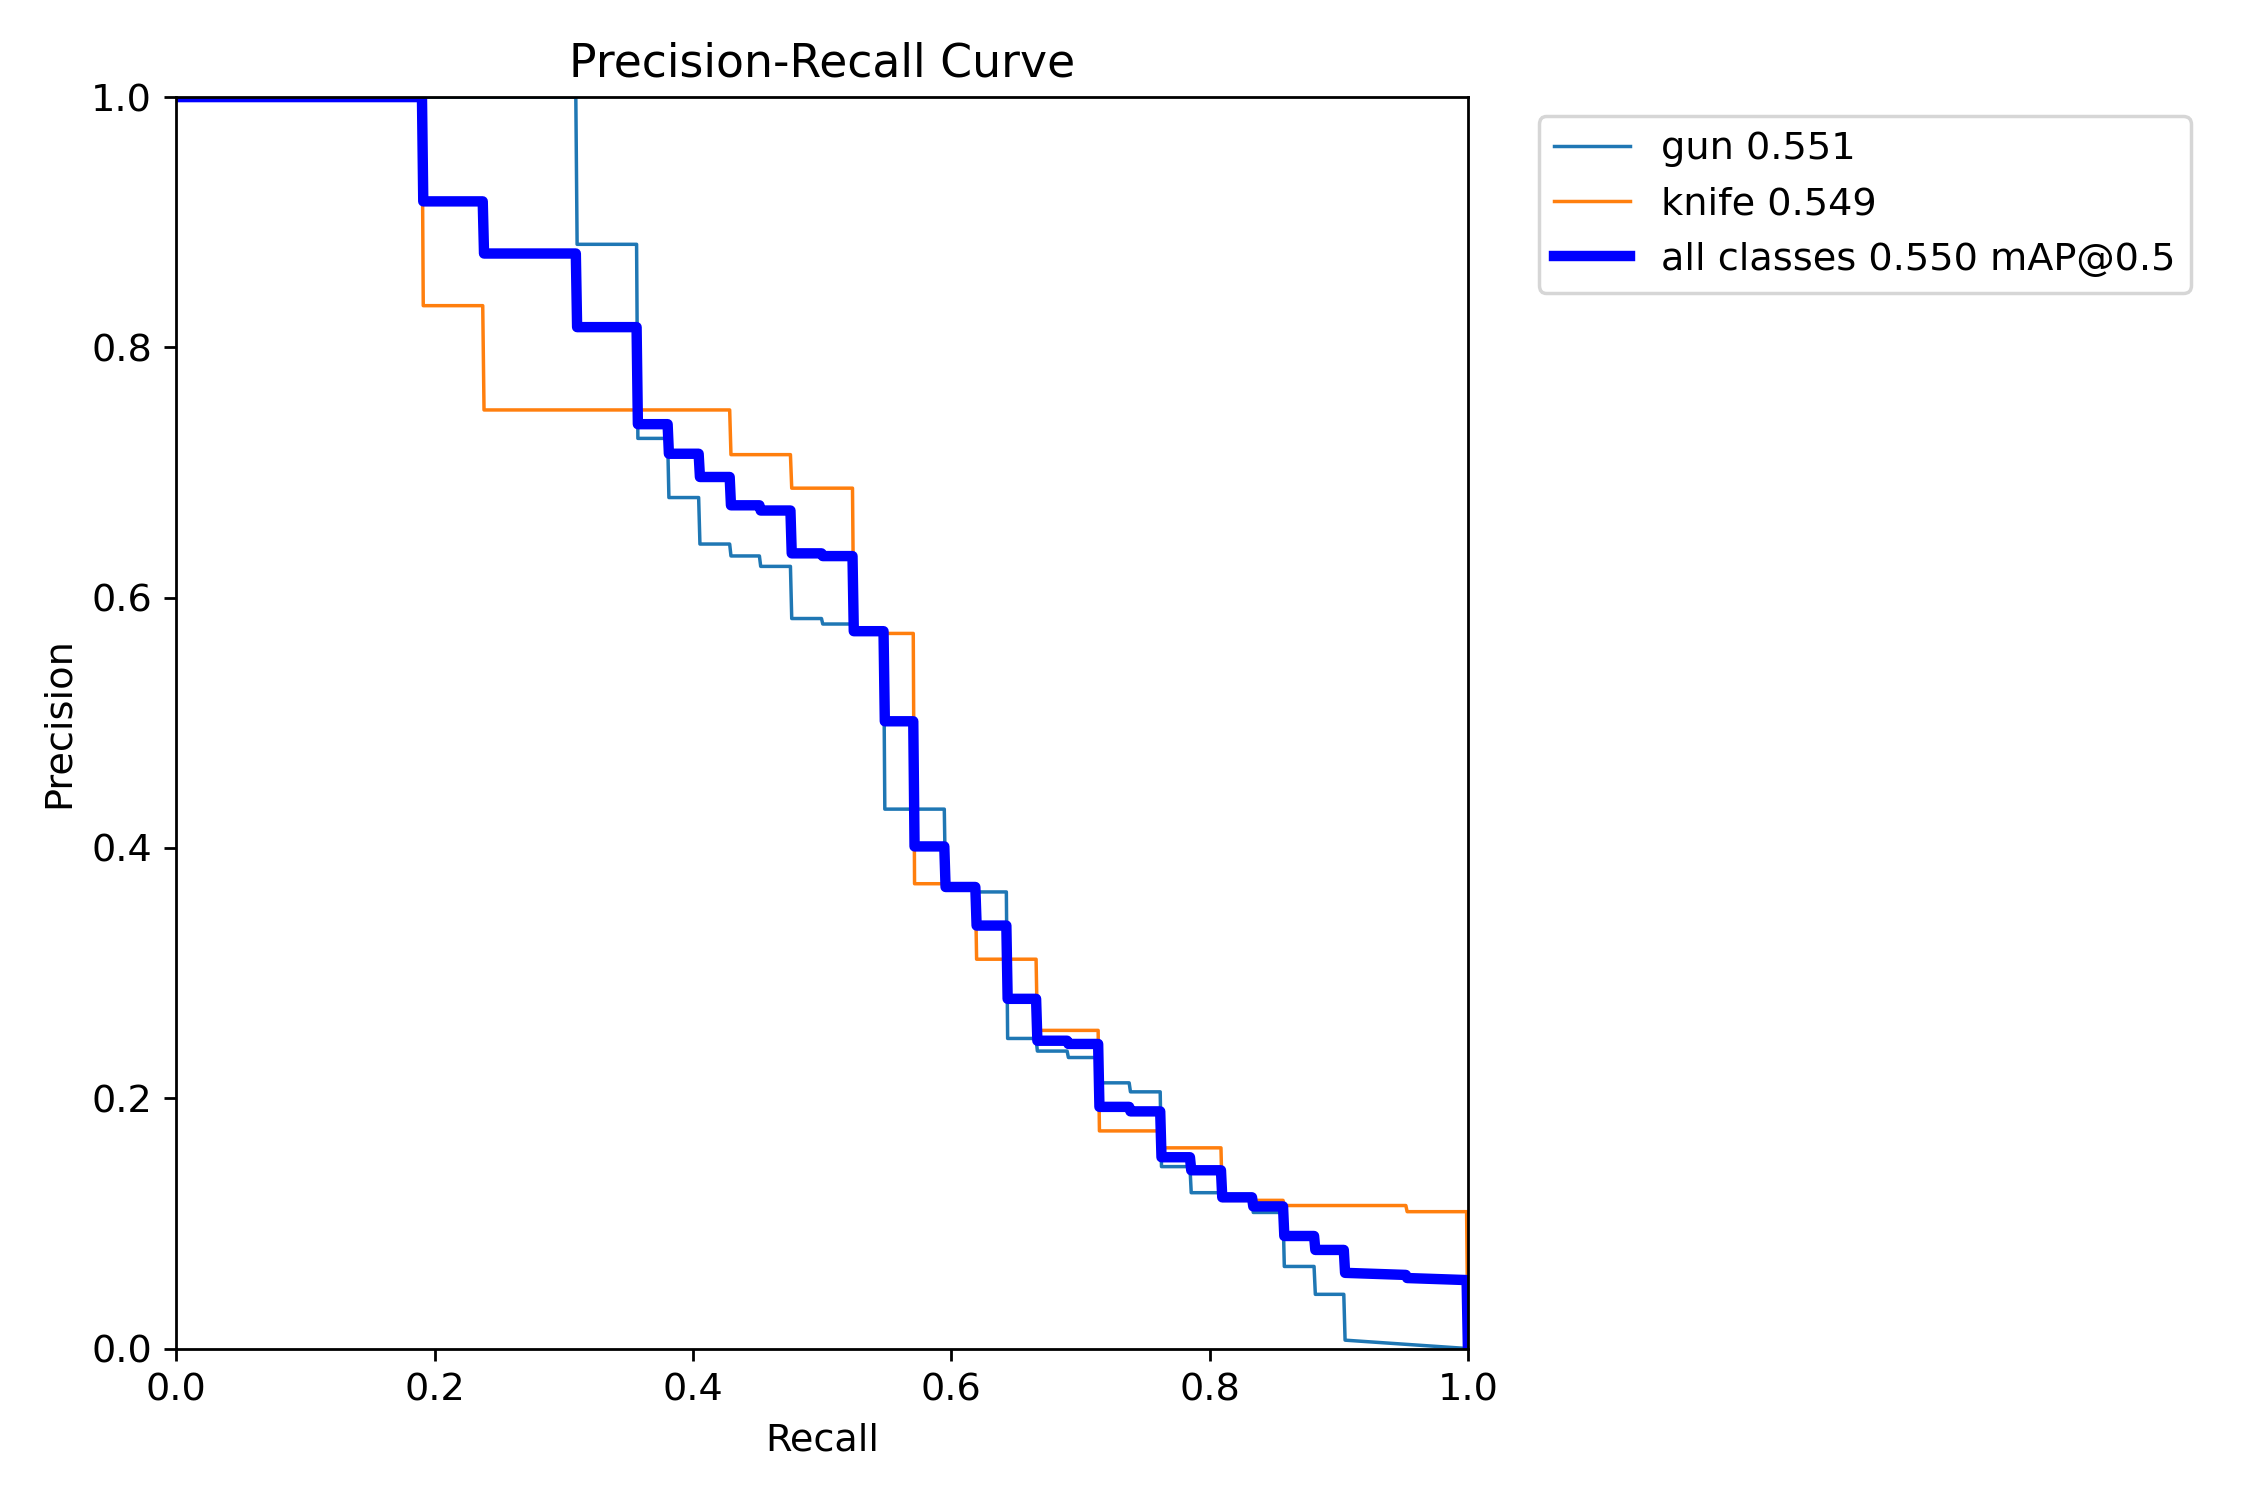 Precision-Recall Curve
1.0
0.8
0.6
0.4
0.2
0.0
Precision
0.0 0.2 0.4 0.6 0.8 1.0
Recall
gun 0.551
knife 0.549
all classes 0.550 mAP@0.5